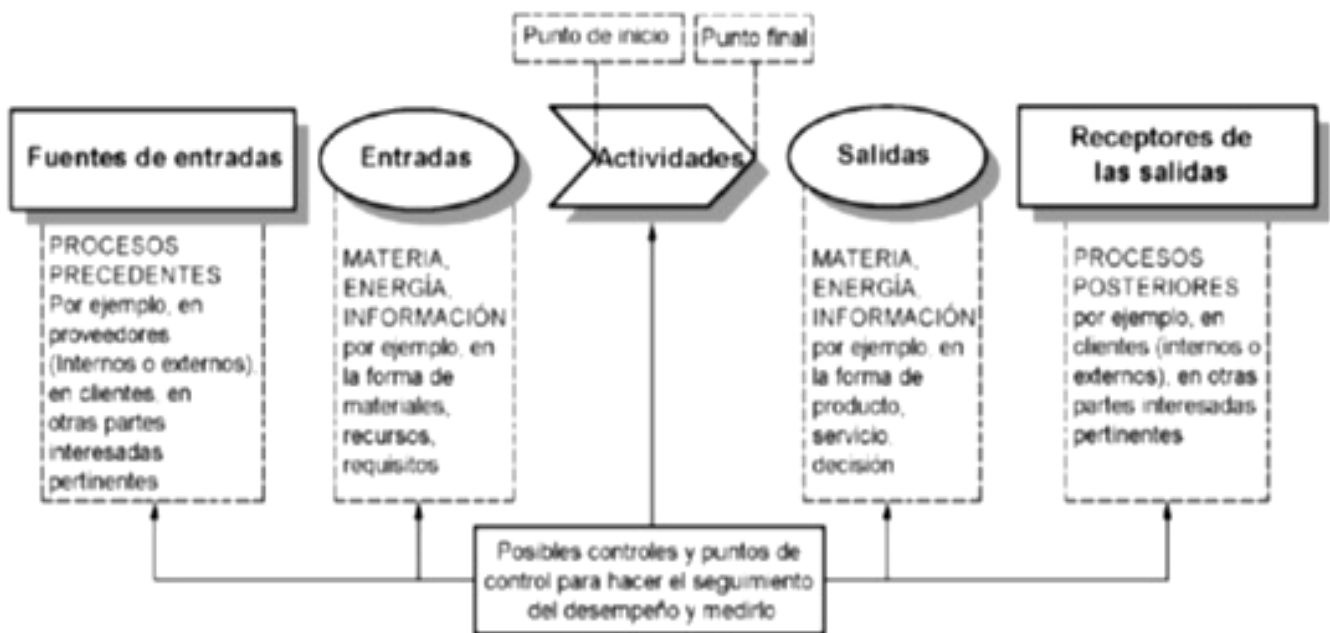 Punto de inicio
Punto final
Fuentes de entradas
Entradas
Actividades
Salidas
Receptores de
las salidas
PROCESOS
PRECEDENTES
Por ejemplo, en
proveedores
(Internos o externos),
en clientes, en
otras partes
interesadas
pertinentes
MATERIA,
ENERGÍA,
INFORMACIÓN
por ejemplo, en
la forma de
materiales,
recursos,
requisitos
MATERIA,
ENERGÍA,
INFORMACIÓN
por ejemplo, en
la forma de
producto,
servicio,
decisión
PROCESOS
POSTERIORES
por ejemplo, en
clientes (internos o
externos), en otras
partes interesadas
pertinentes
Posibles controles y puntos de
control para hacer el seguimiento
del desempeño y medirlo